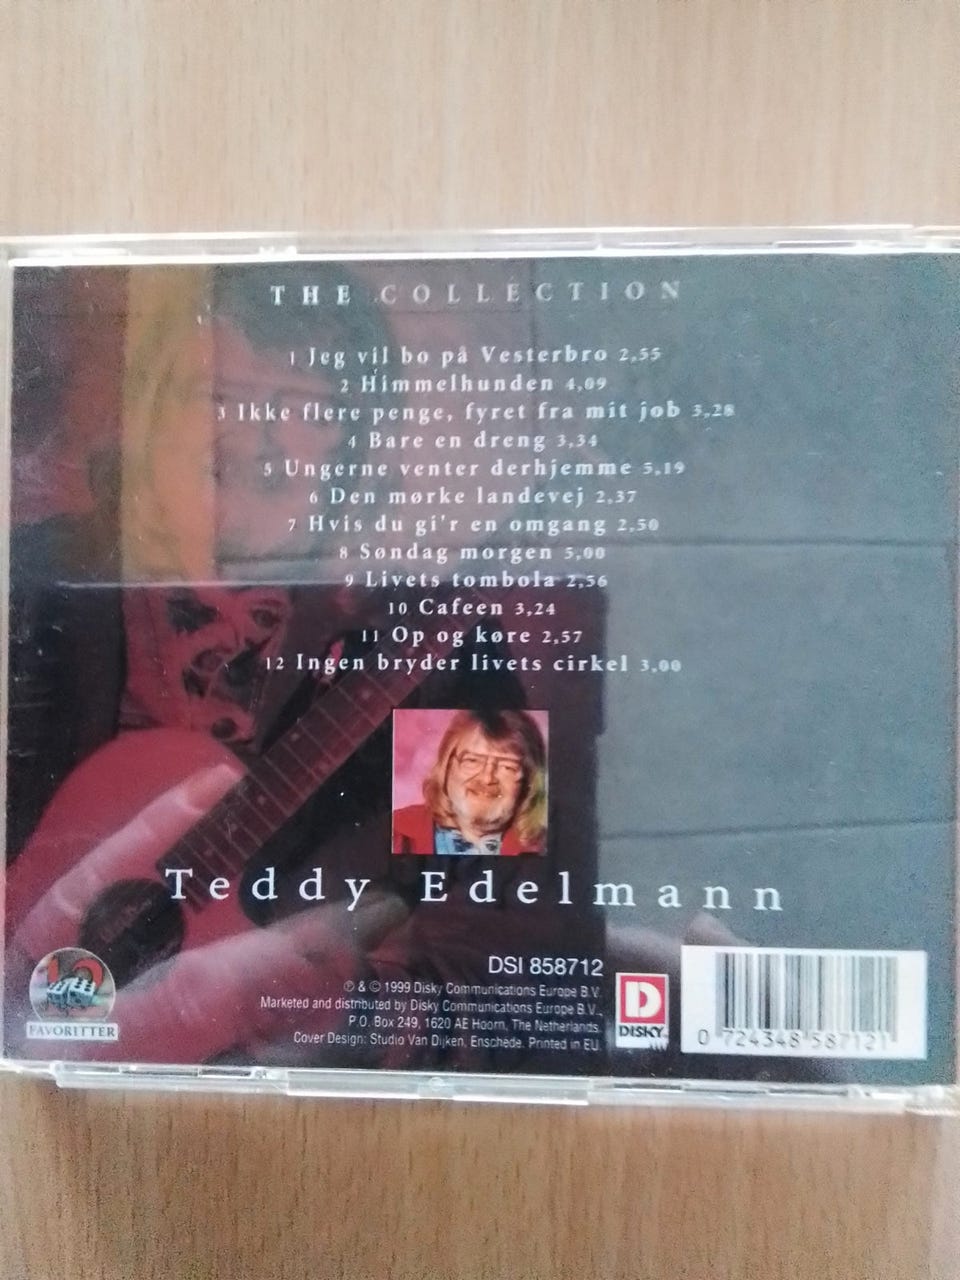 THE COLLECTION
1 Jeg vil bo på Vesterbro 2,55
2 Himmelhunden 4,09
3 Ikke flere penge, fyret fra mit job 3,28
4 Bare en dreng 3,34
5 Ungerne venter derhjemme 5,19
6 Den mørke landevej 2,37
7 Hvis du gi'r en omgang 2,50
8 Søndag morgen 5,00
9 Livets tombola 2,56
10 Cafeen 3,24
11 Op og køre 2,57
12 Ingen bryder livets cirkel 3,00
Teddy Edelmann
FAVORITTER
DSI 858712
℗ & © 1999 Disky Communications Europe B.V.
Marketed and distributed by Disky Communications Europe B.V.,
P.O. Box 249, 1620 AE Hoorn, The Netherlands.
Cover Design: Studio Van Dijken, Enschede. Printed in EU.
D
DISKY
0 724348 587121